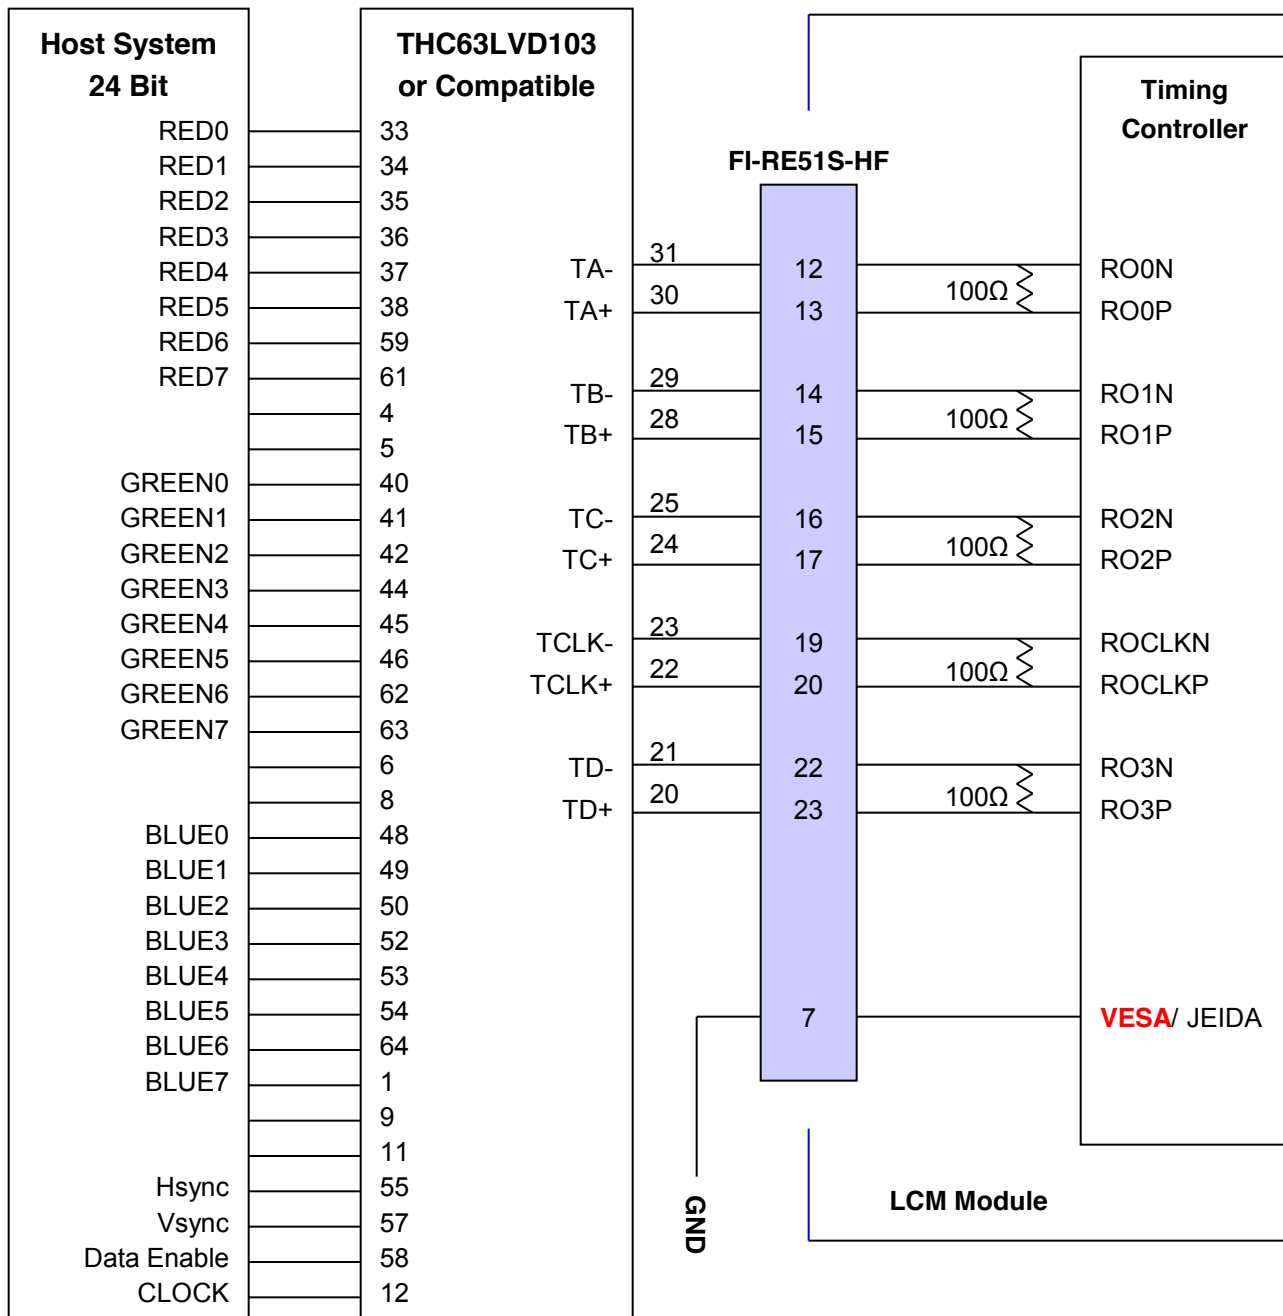 Host System
24 Bit
RED0
RED1
RED2
RED3
RED4
RED5
RED6
RED7
GREEN0
GREEN1
GREEN2
GREEN3
GREEN4
GREEN5
GREEN6
GREEN7
BLUE0
BLUE1
BLUE2
BLUE3
BLUE4
BLUE5
BLUE6
BLUE7
Hsync
Vsync
Data Enable
CLOCK
THC63LVD103
or Compatible
33
34
35
36
37
38
59
61
4
5
40
41
42
44
45
46
62
63
6
8
48
49
50
52
53
54
64
1
9
11
55
57
58
12
TA-
TA+
TB-
TB+
TC-
TC+
TCLK-
TCLK+
TD-
TD+
31
30
29
28
25
24
23
22
21
20
FI-RE51S-HF
12
13
14
15
16
17
19
20
22
23
7
GND
100Ω
100Ω
100Ω
100Ω
100Ω
Timing
Controller
RO0N
RO0P
RO1N
RO1P
RO2N
RO2P
ROCLKN
ROCLKP
RO3N
RO3P
VESA/ JEIDA
LCM Module